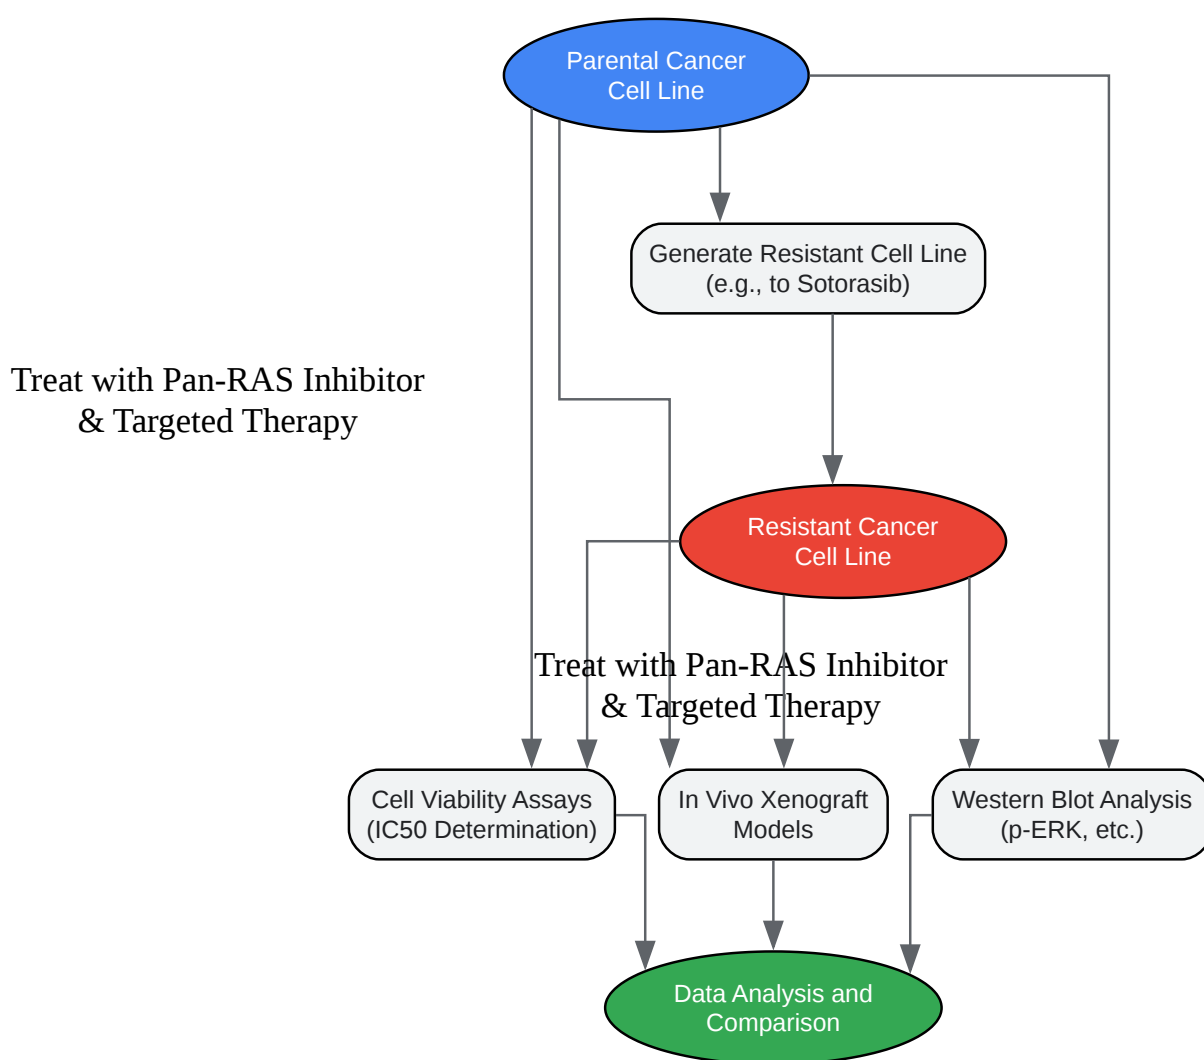 Parental Cancer
Cell Line
Generate Resistant Cell Line
(e.g., to Sotorasib)
Treat with Pan-RAS Inhibitor
& Targeted Therapy
Resistant Cancer
Cell Line
Treat with Pan-RAS Inhibitor
& Targeted Therapy
Cell Viability Assays
(IC50 Determination)
In Vivo Xenograft
Models
Western Blot Analysis
(p-ERK, etc.)
Data Analysis and
Comparison